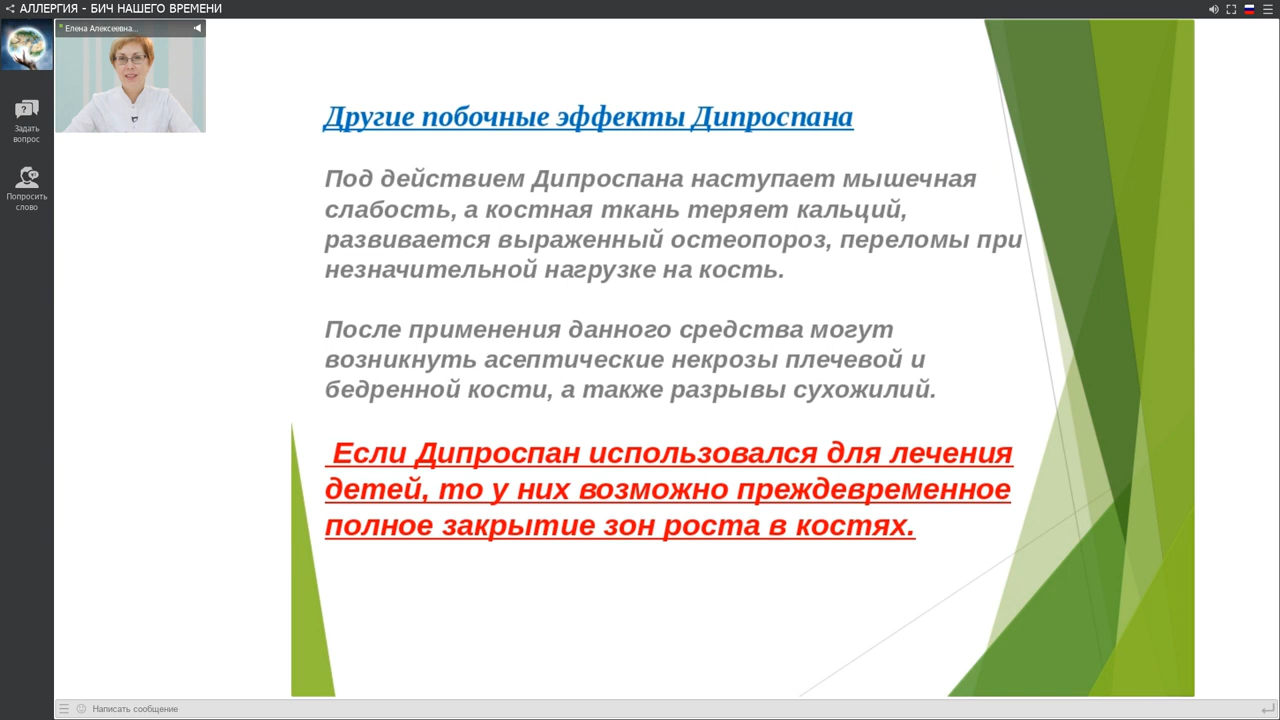 АЛЛЕРГИЯ - БИЧ НАШЕГО ВРЕМЕНИ
Елена Алексеевна...
Задать
вопрос
Попросить
слово
Другие побочные эффекты Дипроспана
Под действием Дипроспана наступает мышечная
слабость, а костная ткань теряет кальций,
развивается выраженный остеопороз, переломы при
незначительной нагрузке на кость.
После применения данного средства могут
возникнуть асептические некрозы плечевой и
бедренной кости, а также разрывы сухожилий.
Если Дипроспан использовался для лечения
детей, то у них возможно преждевременное
полное закрытие зон роста в костях.
Написать сообщение